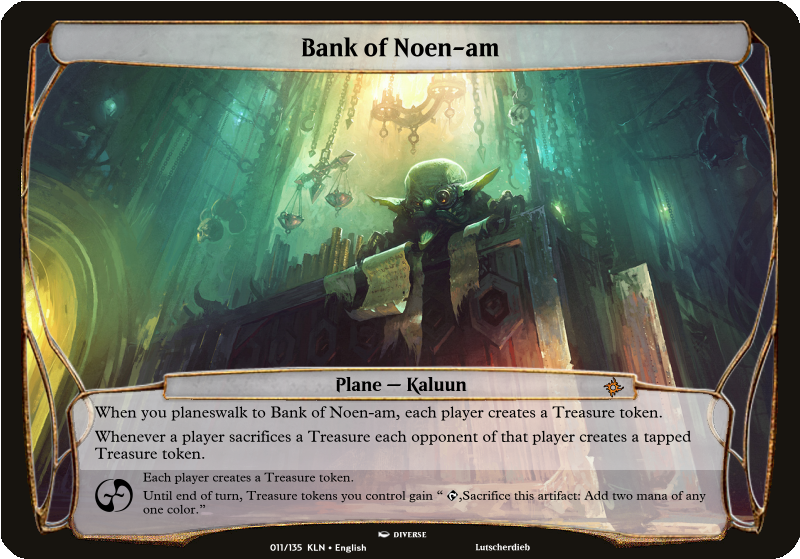 Bank of Noen-am
Plane — Kaluun
When you planeswalk to Bank of Noen-am, each player creates a Treasure token.
Whenever a player sacrifices a Treasure each opponent of that player creates a tapped
Treasure token.
Each player creates a Treasure token.
Until end of turn, Treasure tokens you control gain “ ,Sacrifice this artifact: Add two mana of any
one color.”
DIVERSE
011/135 KLN • English
Lutscherdieb